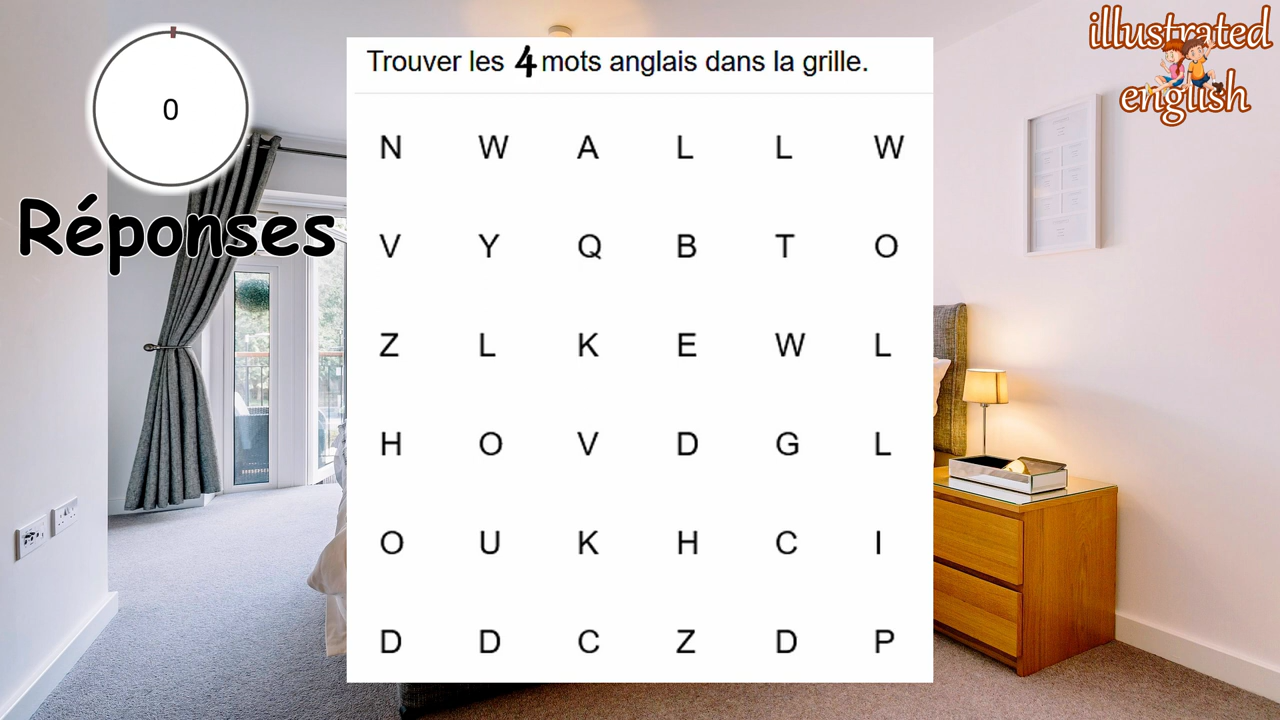 illustrated
english
0
Réponses
Trouver les 4 mots anglais dans la grille.
N W A L L W
V Y Q B T O
Z L K E W L
H O V D G L
O U K H C I
D D C Z D P